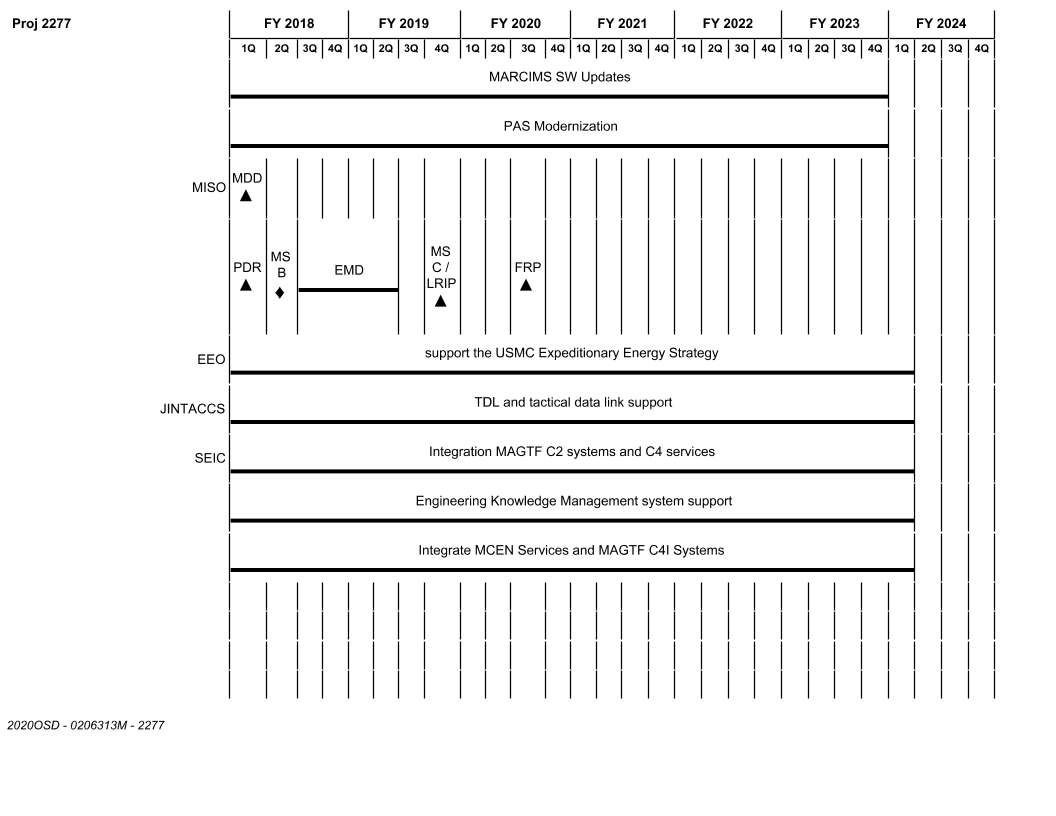 Proj 2277
FY 2018 FY 2019 FY 2020 FY 2021 FY 2022 FY 2023 FY 2024
1Q 2Q 3Q 4Q 1Q 2Q 3Q 4Q 1Q 2Q 3Q 4Q 1Q 2Q 3Q 4Q 1Q 2Q 3Q 4Q 1Q 2Q 3Q 4Q 1Q 2Q 3Q 4Q
MARCIMS SW Updates
PAS Modernization
MISO MDD
PDR MS B EMD MS C / LRIP FRP
EEO support the USMC Expeditionary Energy Strategy
JINTACCS TDL and tactical data link support
SEIC Integration MAGTF C2 systems and C4 services
Engineering Knowledge Management system support
Integrate MCEN Services and MAGTF C4I Systems
2020OSD - 0206313M - 2277